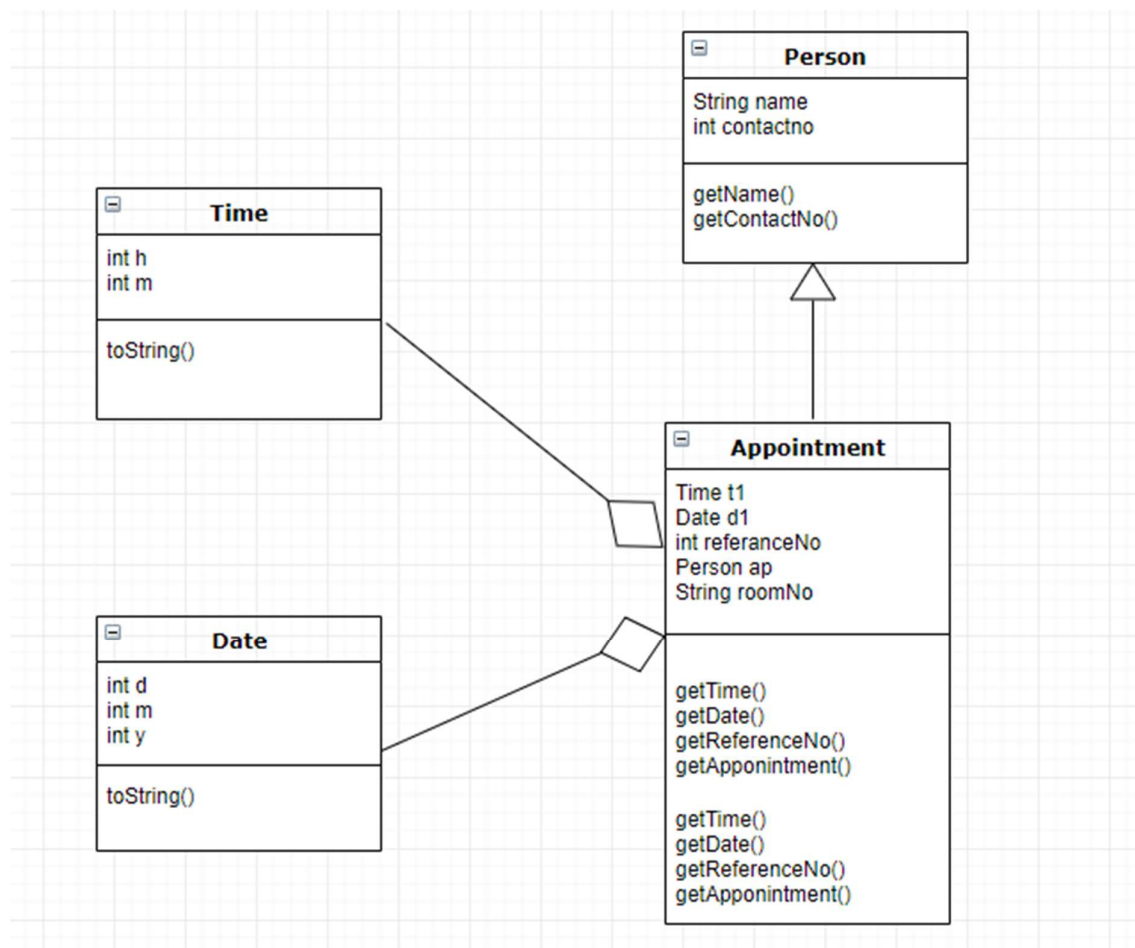 Person
String name
int contactno
getName()
getContactNo()
Time
int h
int m
toString()
Appointment
Time t1
Date d1
int referanceNo
Person ap
String roomNo
getTime()
getDate()
getReferenceNo()
getApponintment()
getTime()
getDate()
getReferenceNo()
getApponintment()
Date
int d
int m
int y
toString()